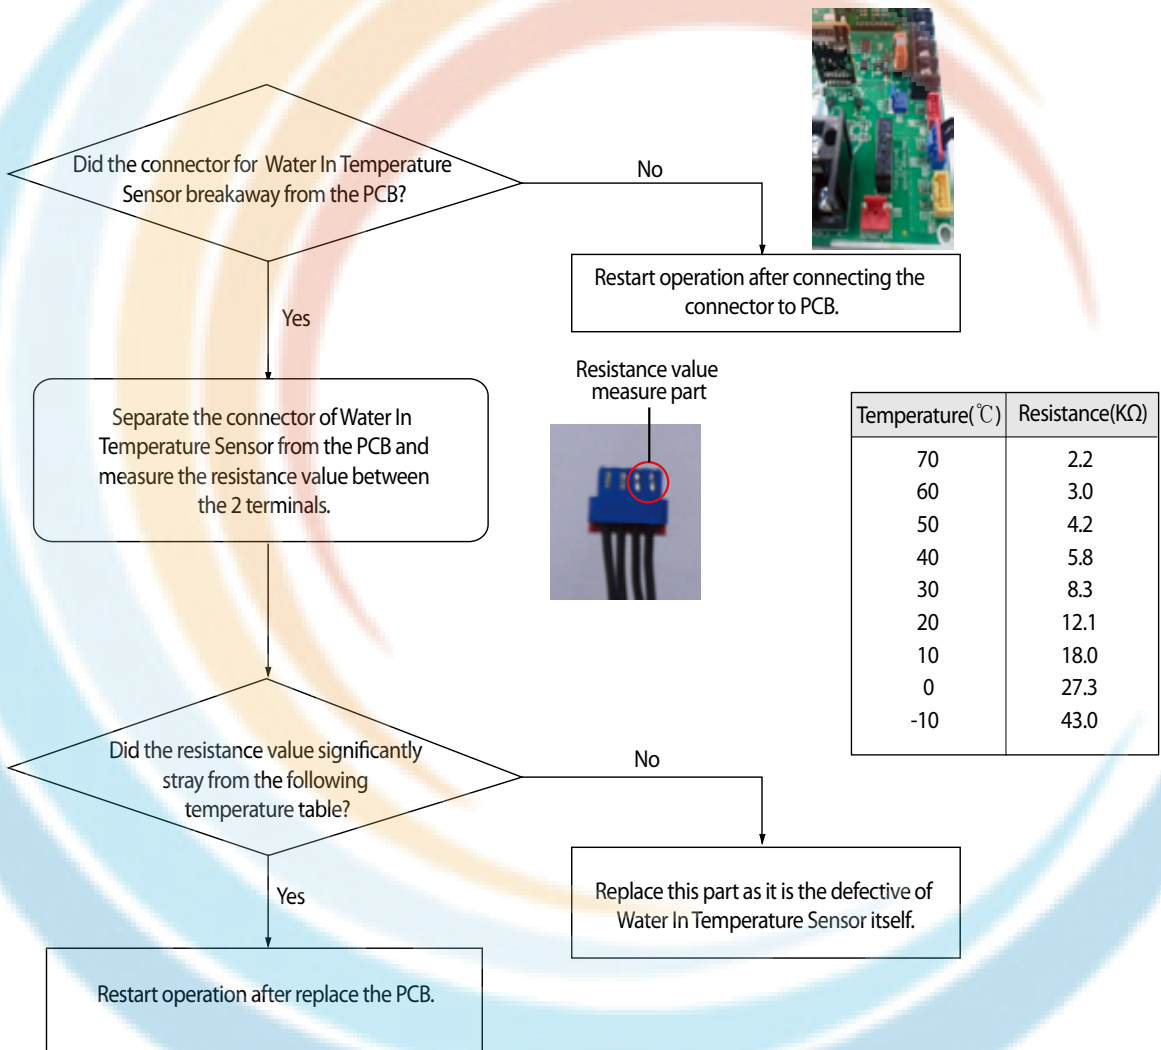 Did the connector for Water In Temperature
Sensor breakaway from the PCB?
No
Restart operation after connecting the
connector to PCB.
Yes
Separate the connector of Water In
Temperature Sensor from the PCB and
measure the resistance value between
the 2 terminals.
Resistance value
measure part
Temperature(℃) Resistance(KΩ)
70 2.2
60 3.0
50 4.2
40 5.8
30 8.3
20 12.1
10 18.0
0 27.3
-10 43.0
Did the resistance value significantly
stray from the following
temperature table?
No
Replace this part as it is the defective of
Water In Temperature Sensor itself.
Yes
Restart operation after replace the PCB.